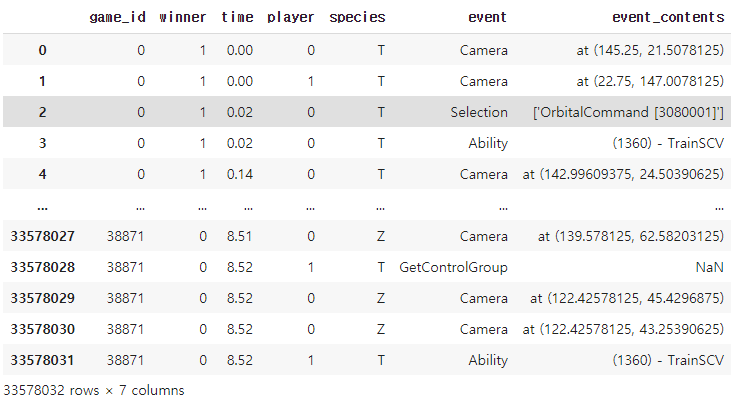 game_id winner time player species event event_contents
0 0 1 0.00 0 T Camera at (145.25, 21.5078125)
1 0 1 0.00 1 T Camera at (22.75, 147.0078125)
2 0 1 0.02 0 T Selection ['OrbitalCommand [3080001]']
3 0 1 0.02 0 T Ability (1360) - TrainSCV
4 0 1 0.14 0 T Camera at (142.99609375, 24.50390625)
... ... ... ... ... ... ... ...
33578027 38871 0 8.51 0 Z Camera at (139.578125, 62.58203125)
33578028 38871 0 8.52 1 T GetControlGroup NaN
33578029 38871 0 8.52 0 Z Camera at (122.42578125, 45.4296875)
33578030 38871 0 8.52 0 Z Camera at (122.42578125, 43.25390625)
33578031 38871 0 8.52 1 T Ability (1360) - TrainSCV
33578032 rows × 7 columns